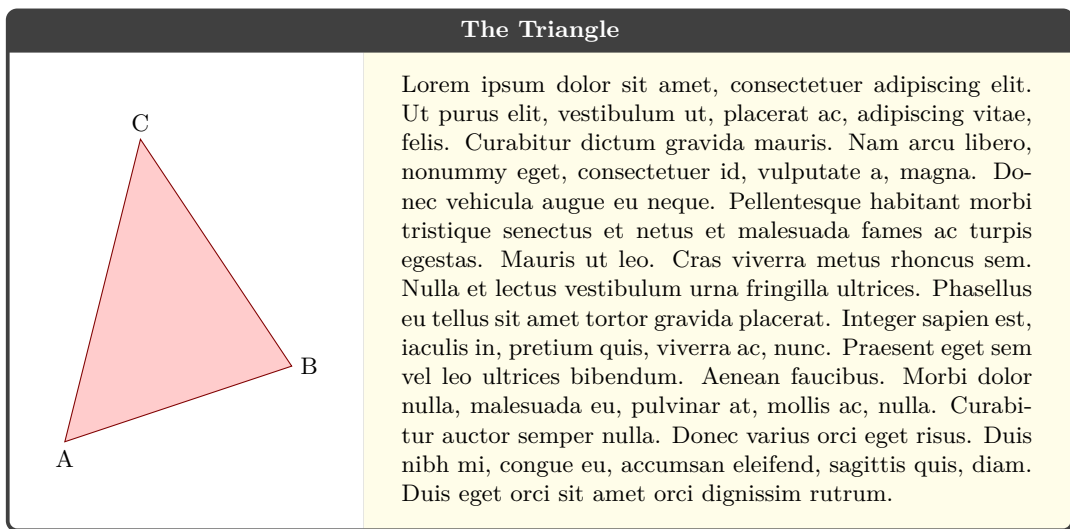 The Triangle
C
B
A
Lorem ipsum dolor sit amet, consectetuer adipiscing elit.
Ut purus elit, vestibulum ut, placerat ac, adipiscing vitae,
felis. Curabitur dictum gravida mauris. Nam arcu libero,
nonummy eget, consectetuer id, vulputate a, magna. Do-
nec vehicula augue eu neque. Pellentesque habitant morbi
tristique senectus et netus et malesuada fames ac turpis
egestas. Mauris ut leo. Cras viverra metus rhoncus sem.
Nulla et lectus vestibulum urna fringilla ultrices. Phasellus
eu tellus sit amet tortor gravida placerat. Integer sapien est,
iaculis in, pretium quis, viverra ac, nunc. Praesent eget sem
vel leo ultrices bibendum. Aenean faucibus. Morbi dolor
nulla, malesuada eu, pulvinar at, mollis ac, nulla. Curabi-
tur auctor semper nulla. Donec varius orci eget risus. Duis
nibh mi, congue eu, accumsan eleifend, sagittis quis, diam.
Duis eget orci sit amet orci dignissim rutrum.